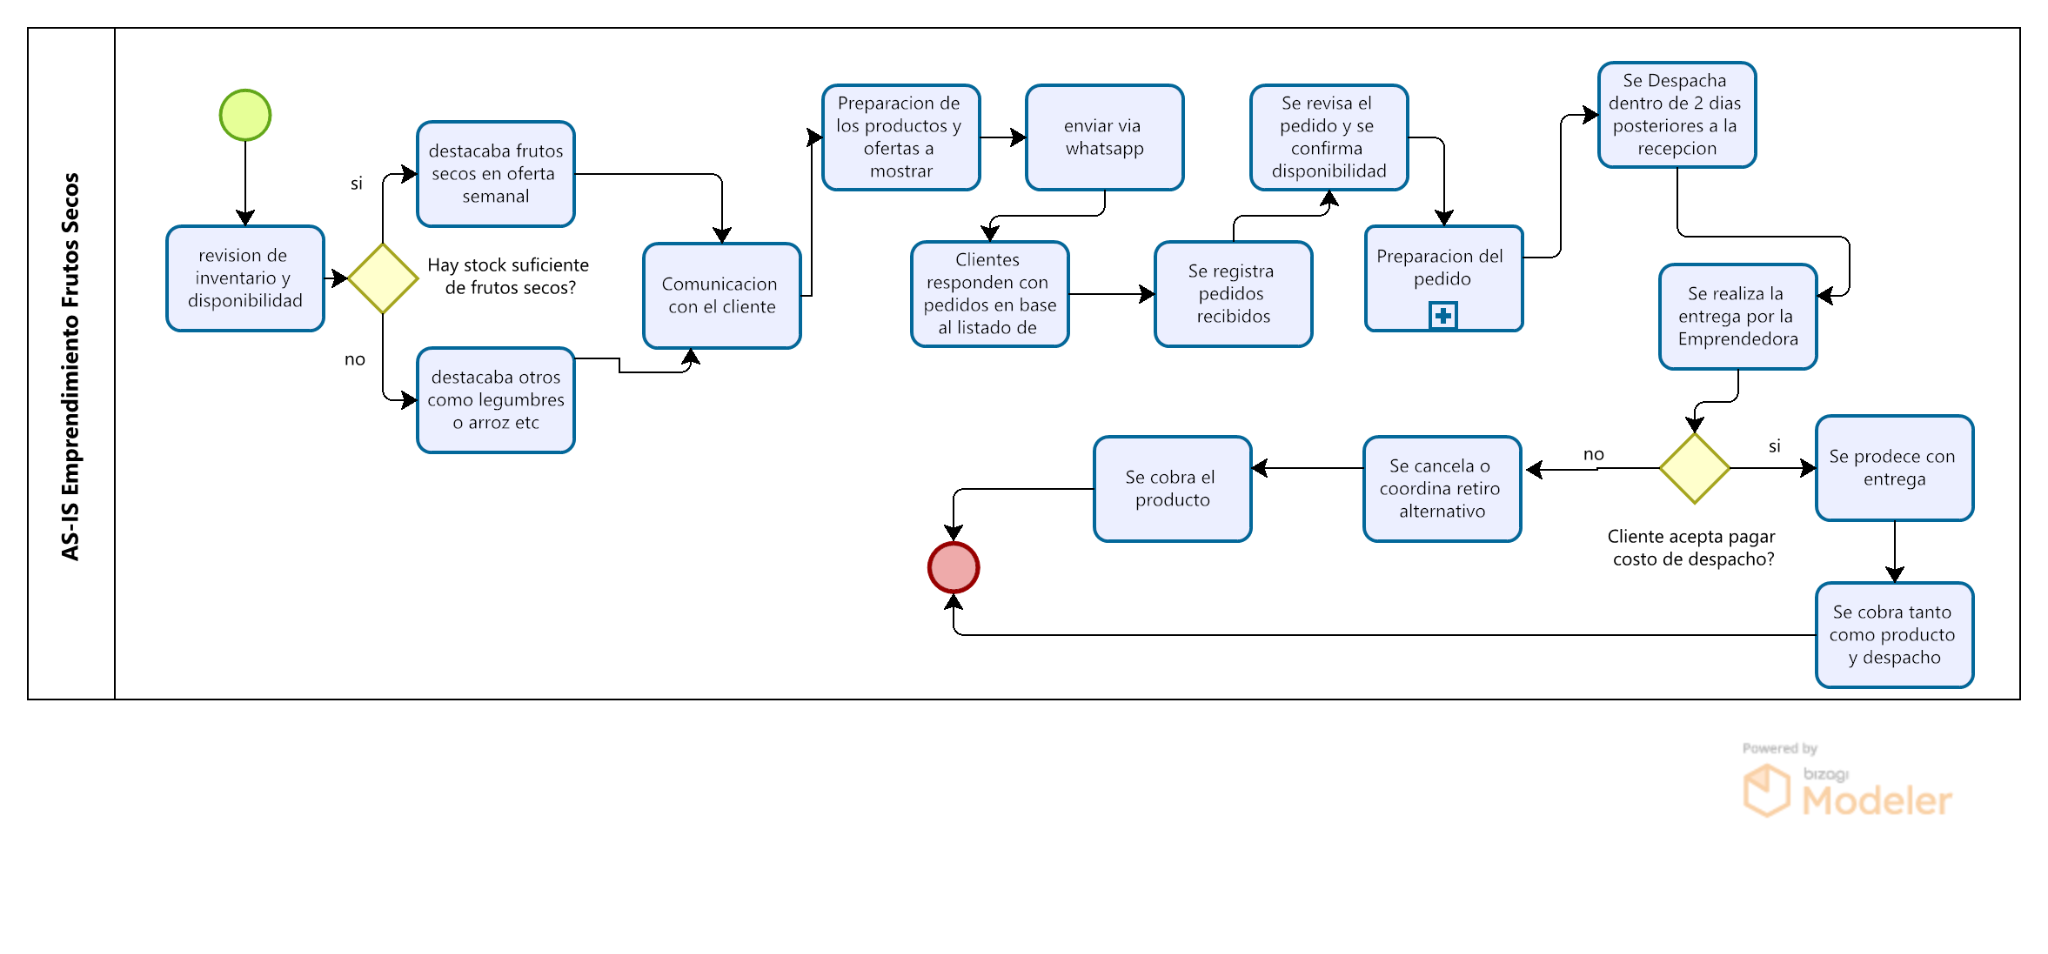 AS-IS Emprendimiento Frutos Secos
revision de
inventario y
disponibilidad
si
no
Hay stock suficiente
de frutos secos?
destacaba frutos
secos en oferta
semanal
destacaba otros
como legumbres
o arroz etc
Comunicacion
con el cliente
Preparacion de
los productos y
ofertas a
mostrar
enviar via
whatsapp
Clientes
responden con
pedidos en base
al listado de
Se registra
pedidos
recibidos
Se revisa el
pedido y se
confirma
disponibilidad
Preparacion del
pedido
Se Despacha
dentro de 2 dias
posteriores a la
recepcion
Se realiza la
entrega por la
Emprendedora
Cliente acepta pagar
costo de despacho?
no
si
Se cancela o
coordina retiro
alternativo
Se cobra el
producto
Se prodece con
entrega
Se cobra tanto
como producto
y despacho
Powered by
bizagi
Modeler